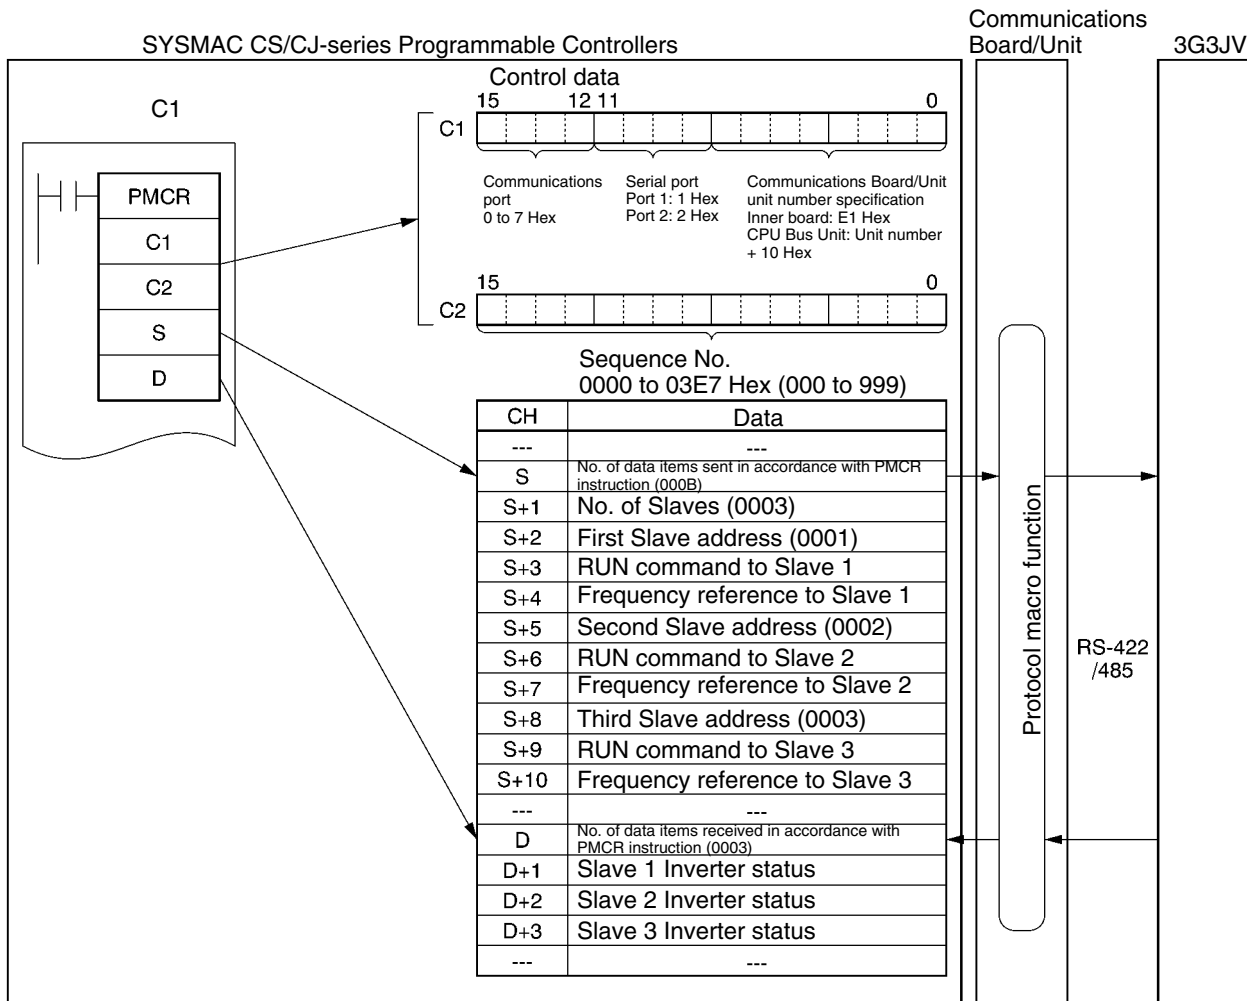 Communications
Board/Unit
SYSMAC CS/CJ-series Programmable Controllers
3G3JV
C1
PMCR
C1
C2
S
D
Control data
15 12 11 0
C1
Communications
port
0 to 7 Hex
Serial port
Port 1: 1 Hex
Port 2: 2 Hex
Communications Board/Unit
unit number specification
Inner board: E1 Hex
CPU Bus Unit: Unit number
+ 10 Hex
15 0
C2
Sequence No.
0000 to 03E7 Hex (000 to 999)
CH Data
--- ---
S No. of data items sent in accordance with PMCR
instruction (000B)
S+1 No. of Slaves (0003)
S+2 First Slave address (0001)
S+3 RUN command to Slave 1
S+4 Frequency reference to Slave 1
S+5 Second Slave address (0002)
S+6 RUN command to Slave 2
S+7 Frequency reference to Slave 2
S+8 Third Slave address (0003)
S+9 RUN command to Slave 3
S+10 Frequency reference to Slave 3
--- ---
D No. of data items received in accordance with
PMCR instruction (0003)
D+1 Slave 1 Inverter status
D+2 Slave 2 Inverter status
D+3 Slave 3 Inverter status
--- ---
Protocol macro function
RS-422
/485